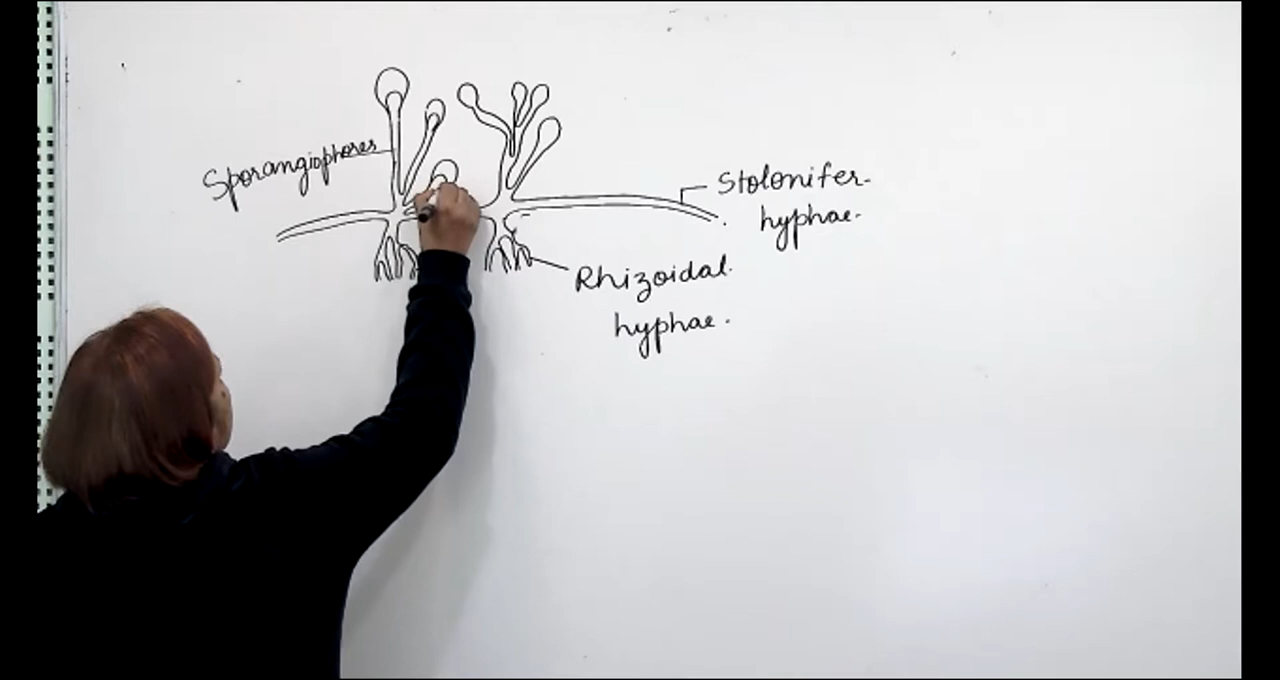 Sporangiophores
Stolonifer
hyphae.
Rhizoidal
hyphae.